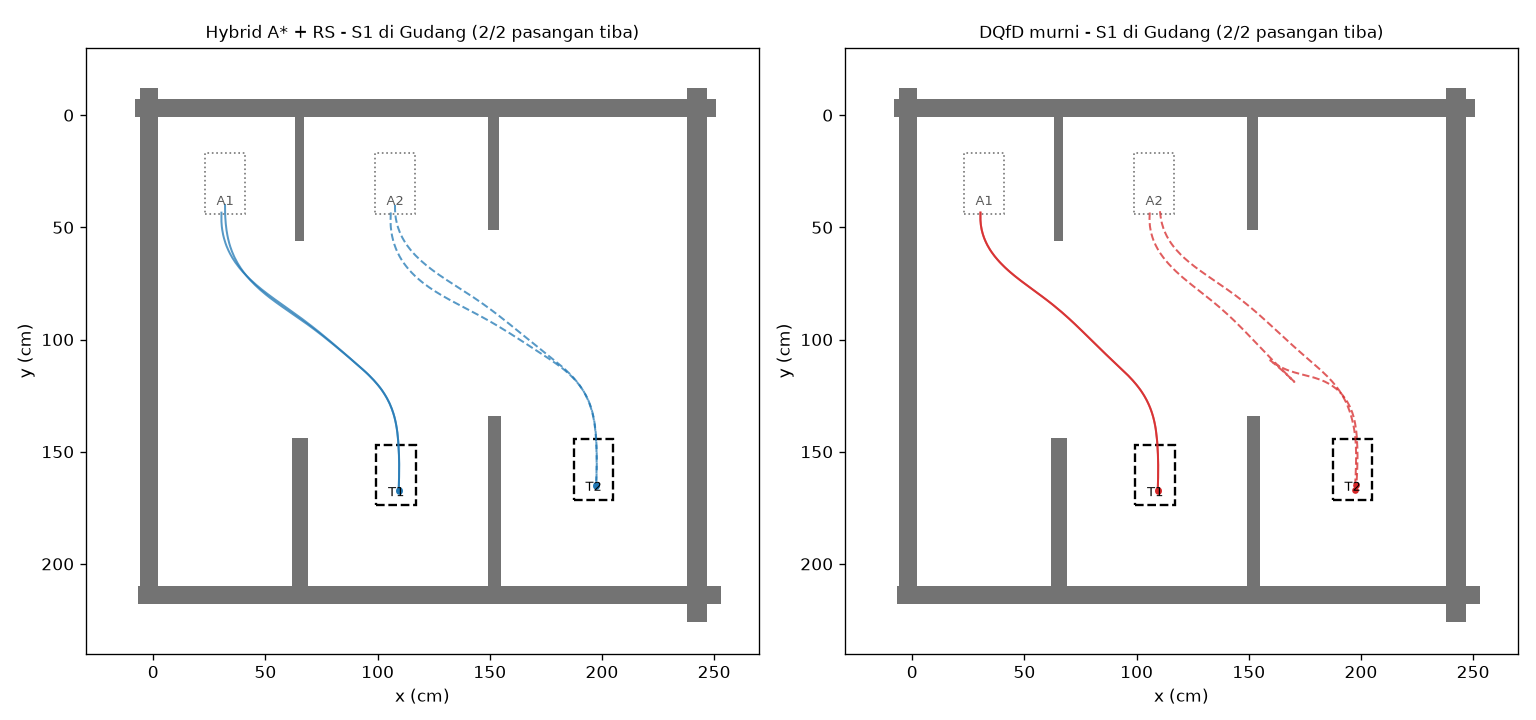 Hybrid A* + RS - S1 di Gudang (2/2 pasangan tiba)
A1
A2
T1
T2
0
50
100
150
200
y (cm)
0
50
100
150
200
250
x (cm)
DQfD murni - S1 di Gudang (2/2 pasangan tiba)
A1
A2
T1
T2
0
50
100
150
200
y (cm)
0
50
100
150
200
250
x (cm)